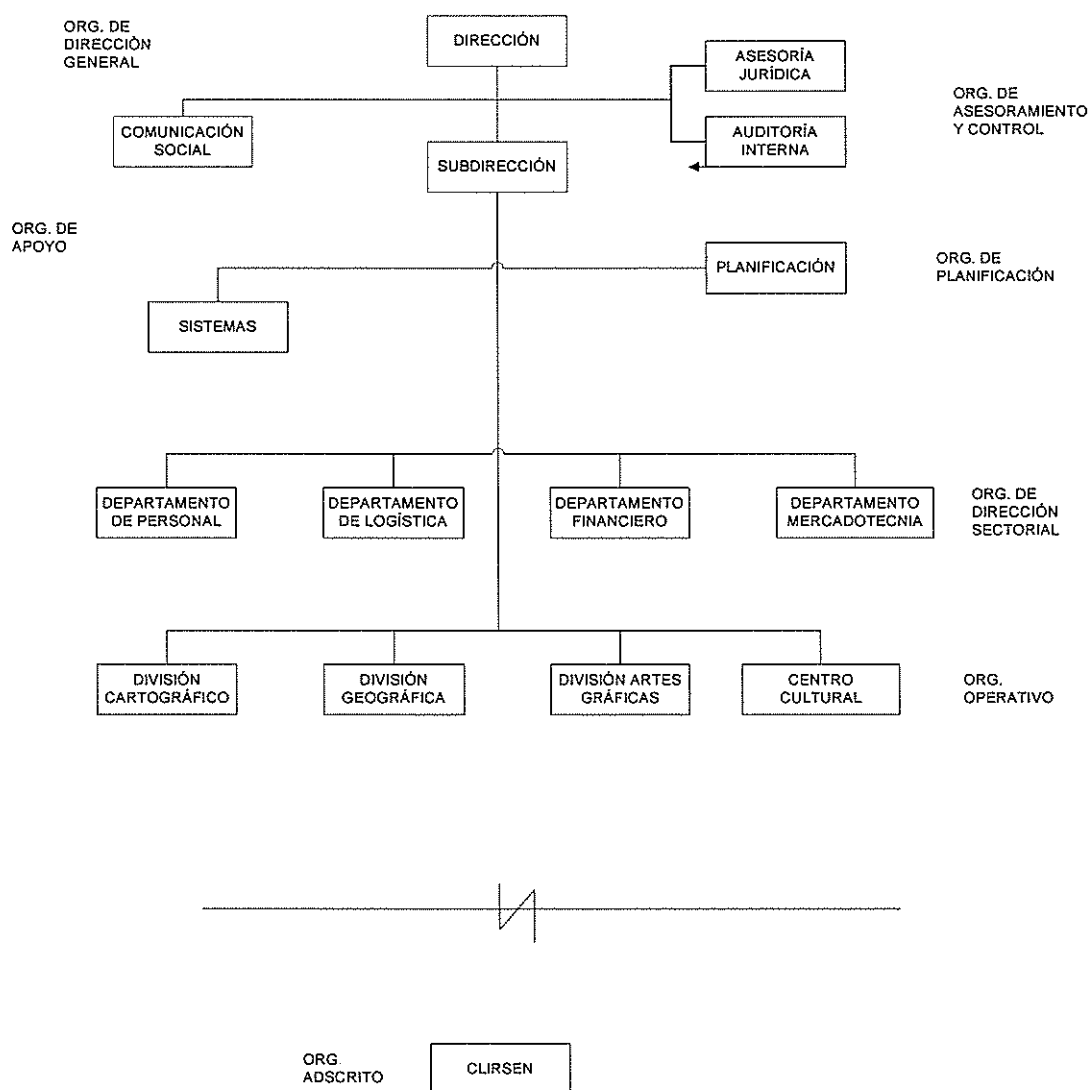 ORG. DE
DIRECCIÓN
GENERAL
DIRECCIÓN
ASESORÍA
JURÍDICA
ORG. DE
ASESORAMIENTO
Y CONTROL
COMUNICACIÓN
SOCIAL
AUDITORÍA
INTERNA
SUBDIRECCIÓN
ORG. DE
APOYO
PLANIFICACIÓN
ORG. DE
PLANIFICACIÓN
SISTEMAS
DEPARTAMENTO
DE PERSONAL
DEPARTAMENTO
DE LOGÍSTICA
DEPARTAMENTO
FINANCIERO
DEPARTAMENTO
MERCADOTECNIA
ORG. DE
DIRECCIÓN
SECTORIAL
DIVISIÓN
CARTOGRÁFICO
DIVISIÓN
GEOGRÁFICA
DIVISIÓN ARTES
GRÁFICAS
CENTRO
CULTURAL
ORG.
OPERATIVO
ORG.
ADSCRITO
CLIRSEN